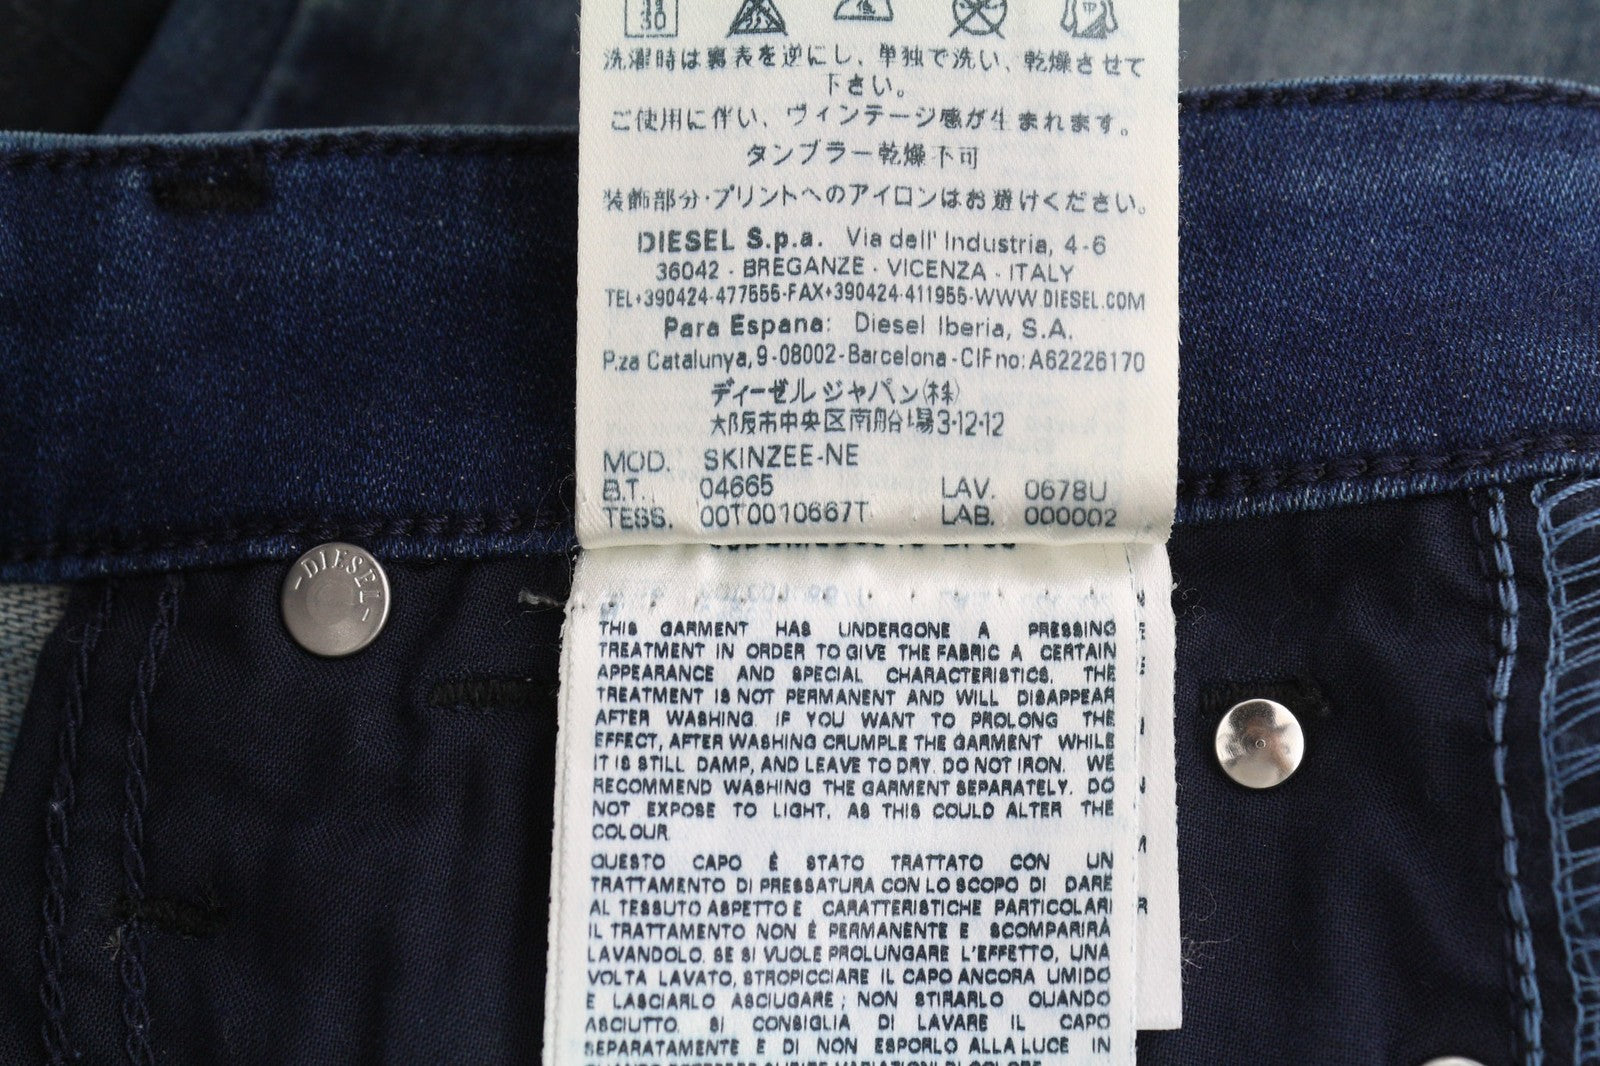 30
洗濯時は裏表を逆にし、単独で洗い、乾燥させて
下さい。
ご使用に伴い、ヴィンテージ感が生まれます。
タンブラー乾燥不可
装飾部分・プリントへのアイロンはお避けください。
DIESEL S.p.a. Via dell' Industria, 4-6
36042 - BREGANZE - VICENZA - ITALY
TEL+390424-477555-FAX+390424-411955-WWW.DIESEL.COM
Para Espana: Diesel Iberia, S.A.
P.za Catalunya, 9 -08002- Barcelona - CIF no: A62226170
ディーゼル ジャパン(株)
大阪市中央区南船場3-12-12
MOD. SKINZEE-NE
B.T. 04665 LAV. 0678U
TESS. 00T0010667T LAB. 000002
-DIESEL-
THIS GARMENT HAS UNDERGONE A PRESSING
TREATMENT IN ORDER TO GIVE THE FABRIC A CERTAIN
APPEARANCE AND SPECIAL CHARACTERISTICS. THE
TREATMENT IS NOT PERMANENT AND WILL DISAPPEAR
AFTER WASHING. IF YOU WANT TO PROLONG THE
EFFECT, AFTER WASHING CRUMPLE THE GARMENT WHILE
IT IS STILL DAMP, AND LEAVE TO DRY. DO NOT IRON. WE
RECOMMEND WASHING THE GARMENT SEPARATELY. DO
NOT EXPOSE TO LIGHT, AS THIS COULD ALTER THE
COLOUR.
QUESTO CAPO È STATO TRATTATO CON UN
TRATTAMENTO DI PRESSATURA CON LO SCOPO DI DARE
AL TESSUTO ASPETTO E CARATTERISTICHE PARTICOLARI
IL TRATTAMENTO NON È PERMANENTE E SCOMPARIRÀ
LAVANDOLO. SE SI VUOLE PROLUNGARE L'EFFETTO, UNA
VOLTA LAVATO, STROPICCIARE IL CAPO ANCORA UMIDO
E LASCIARLO ASCIUGARE; NON STIRARLO QUANDO
ASCIUTTO. SI CONSIGLIA DI LAVARE IL CAPO
SEPARATAMENTE E DI NON ESPORLO ALLA LUCE IN